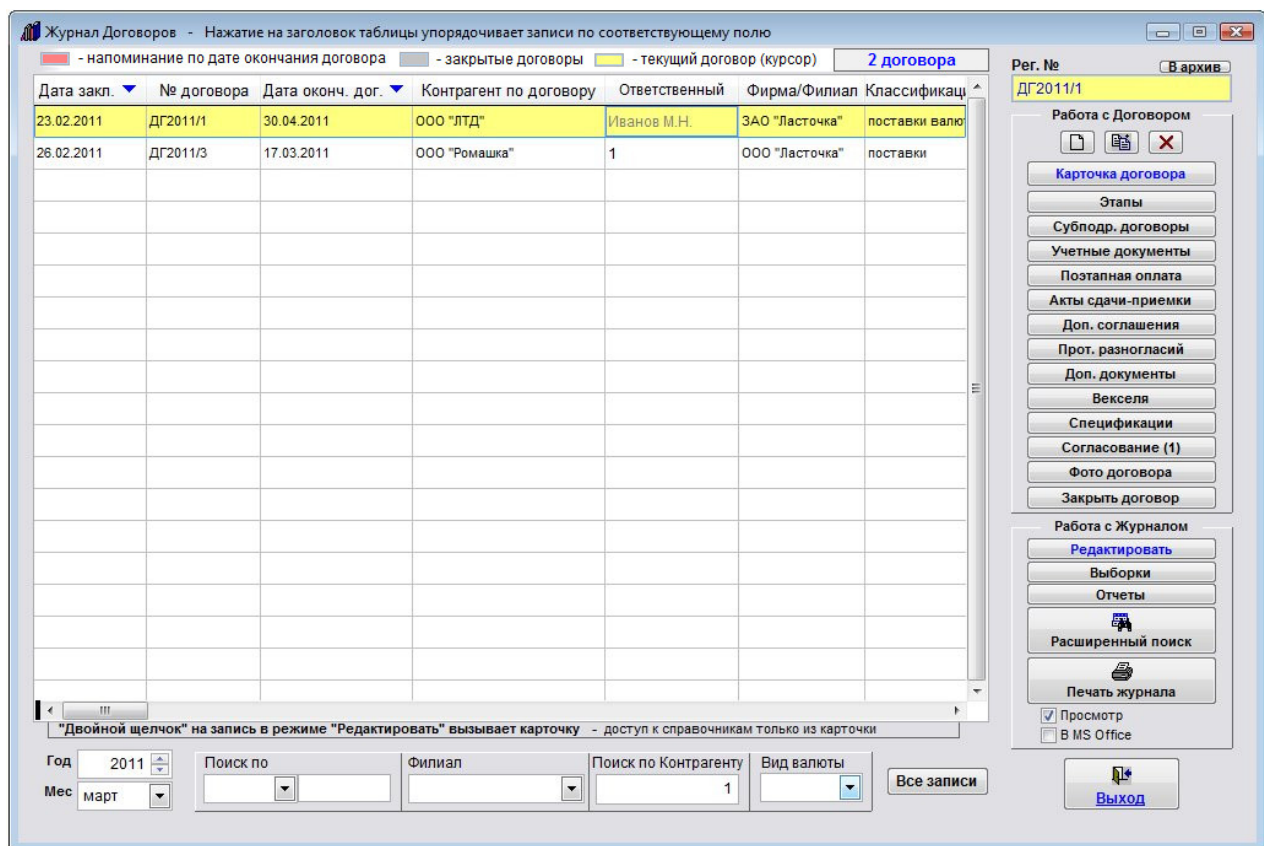 Журнал Договоров - Нажатие на заголовок таблицы упорядочивает записи по соответствующему полю
- напоминание по дате окончания договора - закрытые договоры - текущий договор (курсор) 2 договора
Дата закл. № договора Дата оконч. дог. Контрагент по договору Ответственный Фирма/Филиал Классификаци
23.02.2011 ДГ2011/1 30.04.2011 ООО "ЛТД" Иванов М.Н. ЗАО "Ласточка" поставки валю
26.02.2011 ДГ2011/3 17.03.2011 ООО "Ромашка" 1 ООО "Ласточка" поставки
"Двойной щелчок" на запись в режиме "Редактировать" вызывает карточку - доступ к справочникам только из карточки
Год 2011
Мес март
Поиск по
Филиал
Поиск по Контрагенту
1
Вид валюты
Все записи
Рег. № В архив
ДГ2011/1
Работа с Договором
Карточка договора
Этапы
Субподр. договоры
Учетные документы
Поэтапная оплата
Акты сдачи-приемки
Доп. соглашения
Прот. разногласий
Доп. документы
Векселя
Спецификации
Согласование (1)
Фото договора
Закрыть договор
Работа с Журналом
Редактировать
Выборки
Отчеты
Расширенный поиск
Печать журнала
Просмотр
В MS Office
Выход